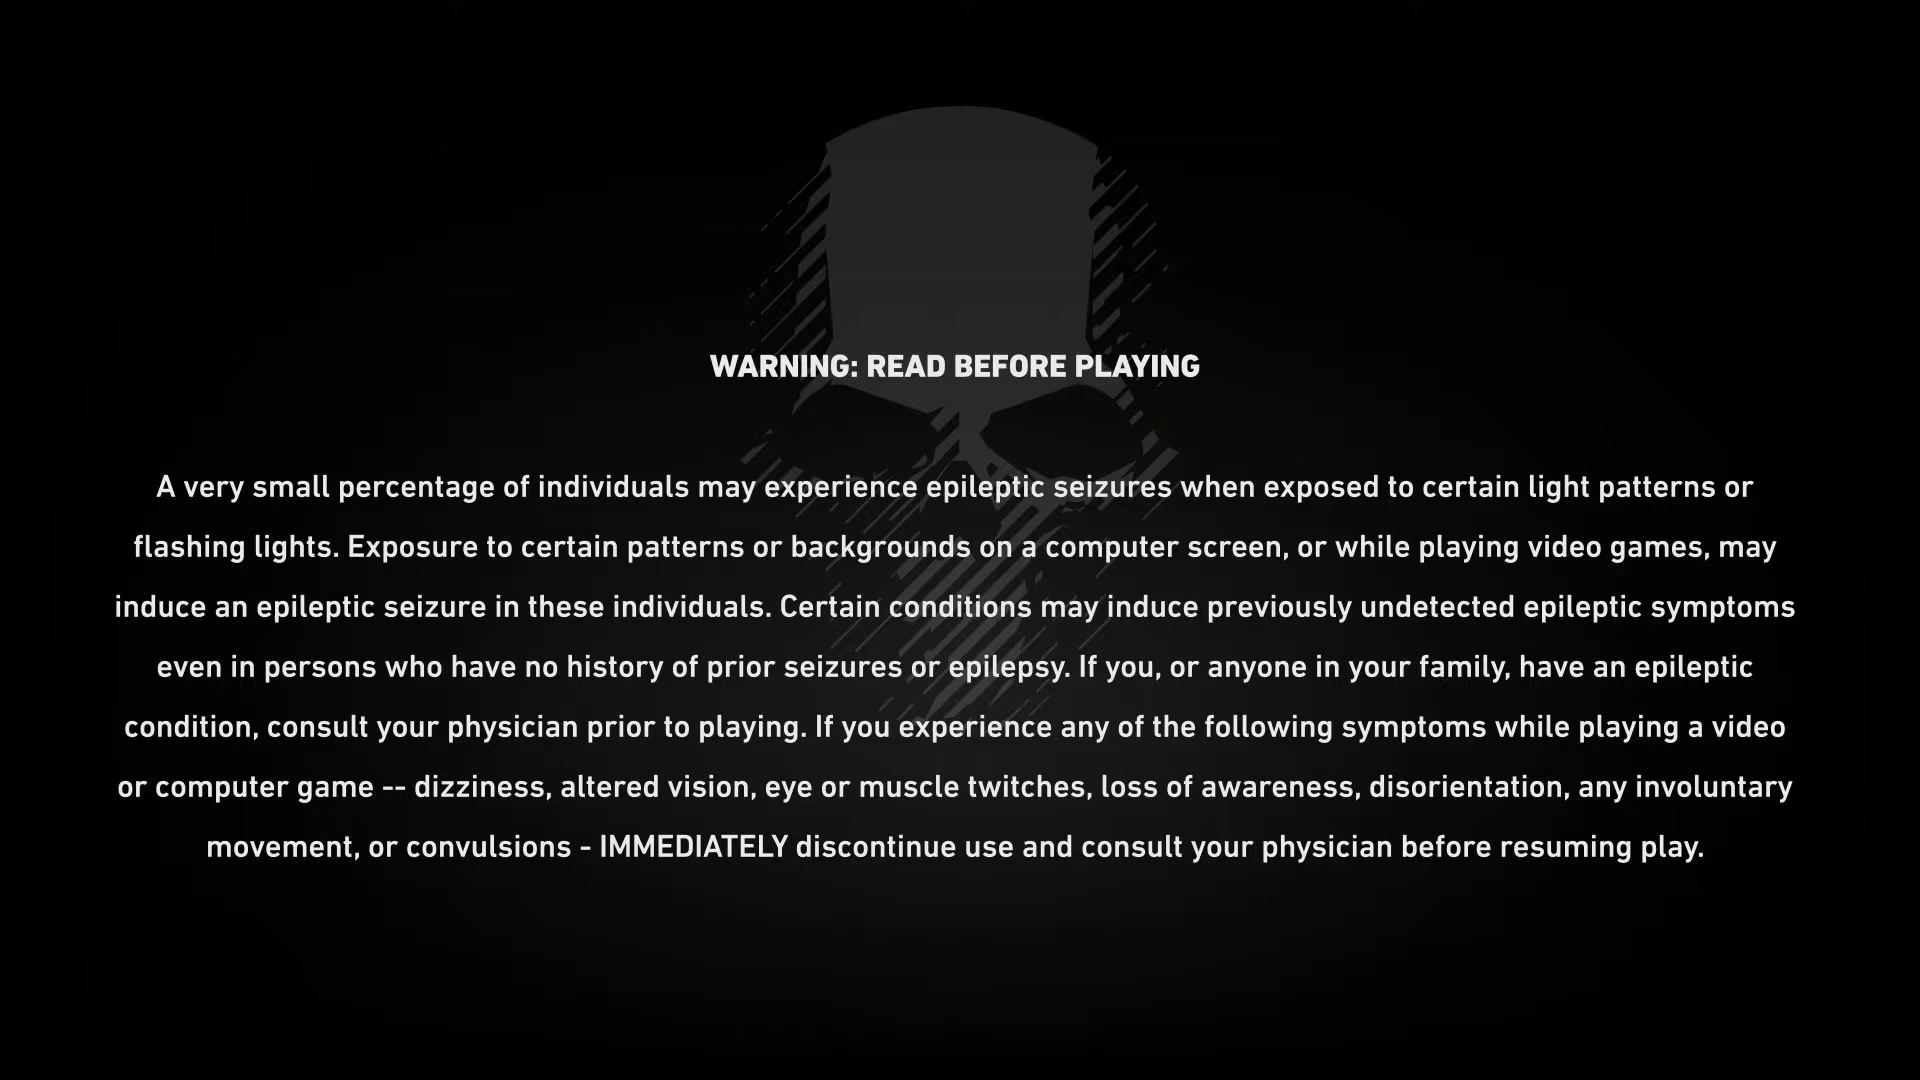 WARNING: READ BEFORE PLAYING
A very small percentage of individuals may experience epileptic seizures when exposed to certain light patterns or
flashing lights. Exposure to certain patterns or backgrounds on a computer screen, or while playing video games, may
induce an epileptic seizure in these individuals. Certain conditions may induce previously undetected epileptic symptoms
even in persons who have no history of prior seizures or epilepsy. If you, or anyone in your family, have an epileptic
condition, consult your physician prior to playing. If you experience any of the following symptoms while playing a video
or computer game -- dizziness, altered vision, eye or muscle twitches, loss of awareness, disorientation, any involuntary
movement, or convulsions - IMMEDIATELY discontinue use and consult your physician before resuming play.